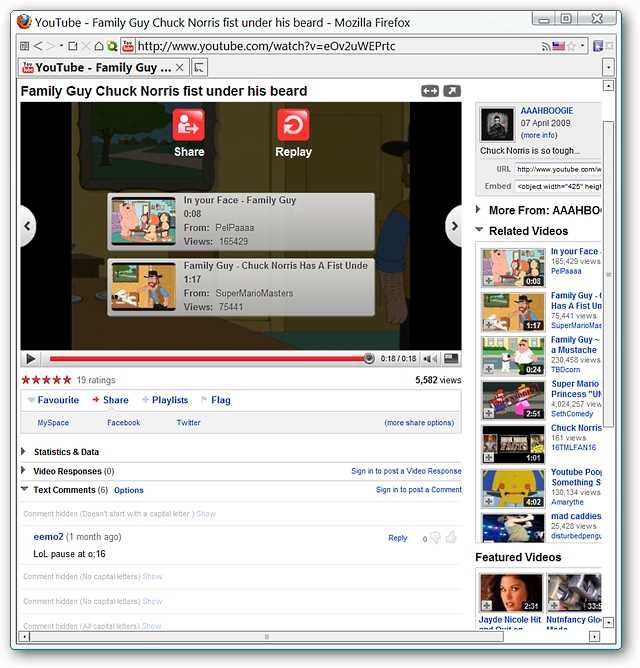 YouTube - Family Guy Chuck Norris fist under his beard - Mozilla Firefox
http://www.youtube.com/watch?v=eOv2uWEPrtc
YouTube - Family Guy ...
Family Guy Chuck Norris fist under his beard
Share
Replay
In your Face - Family Guy
0:08
From: PelPaaaa
Views: 165429
Family Guy - Chuck Norris Has A Fist Unde
1:17
From: SuperMarioMasters
Views: 75441
0:18 / 0:18
19 ratings
5,582 views
Favourite
Share
Playlists
Flag
MySpace
Facebook
Twitter
(more share options)
Statistics & Data
Video Responses (0)
Sign in to post a Video Response
Text Comments (6) Options
Sign in to post a Comment
Comment hidden (Doesn't start with a capital letter.) Show
eemo2 (1 month ago)
Reply
0
LoL pause at o:16
Comment hidden (No capital letters) Show
Comment hidden (No capital letters) Show
Comment hidden (All capital letters) Show
AAAHBOOGIE
07 April 2009
(more info)
Chuck Norris is so tough...
URL http://www.youtube.com/w
Embed <object width="425" heigh
More From: AAAHBO
Related Videos
In your Face -
165,429 views
PelPaaaa
0:08
Family Guy - C
Has A Fist Und
75,441 views
SuperMarioMas
1:17
Family Guy ~
a Mustache
230,458 views
TBDcorn
0:24
Super Mario
Princess "UN
4,024,257 views
SethComedy
2:51
Chuck Norris
161 views
16TMLFAN16
1:01
Youtube Poop
Something S
130,134 views
Amarythe
4:02
mad caddies
25,428 views
disturbedpengu
Featured Videos
2:31
33:5
Jayde Nicole Hit
and Quit on
Nutnfancy Glo
Mode